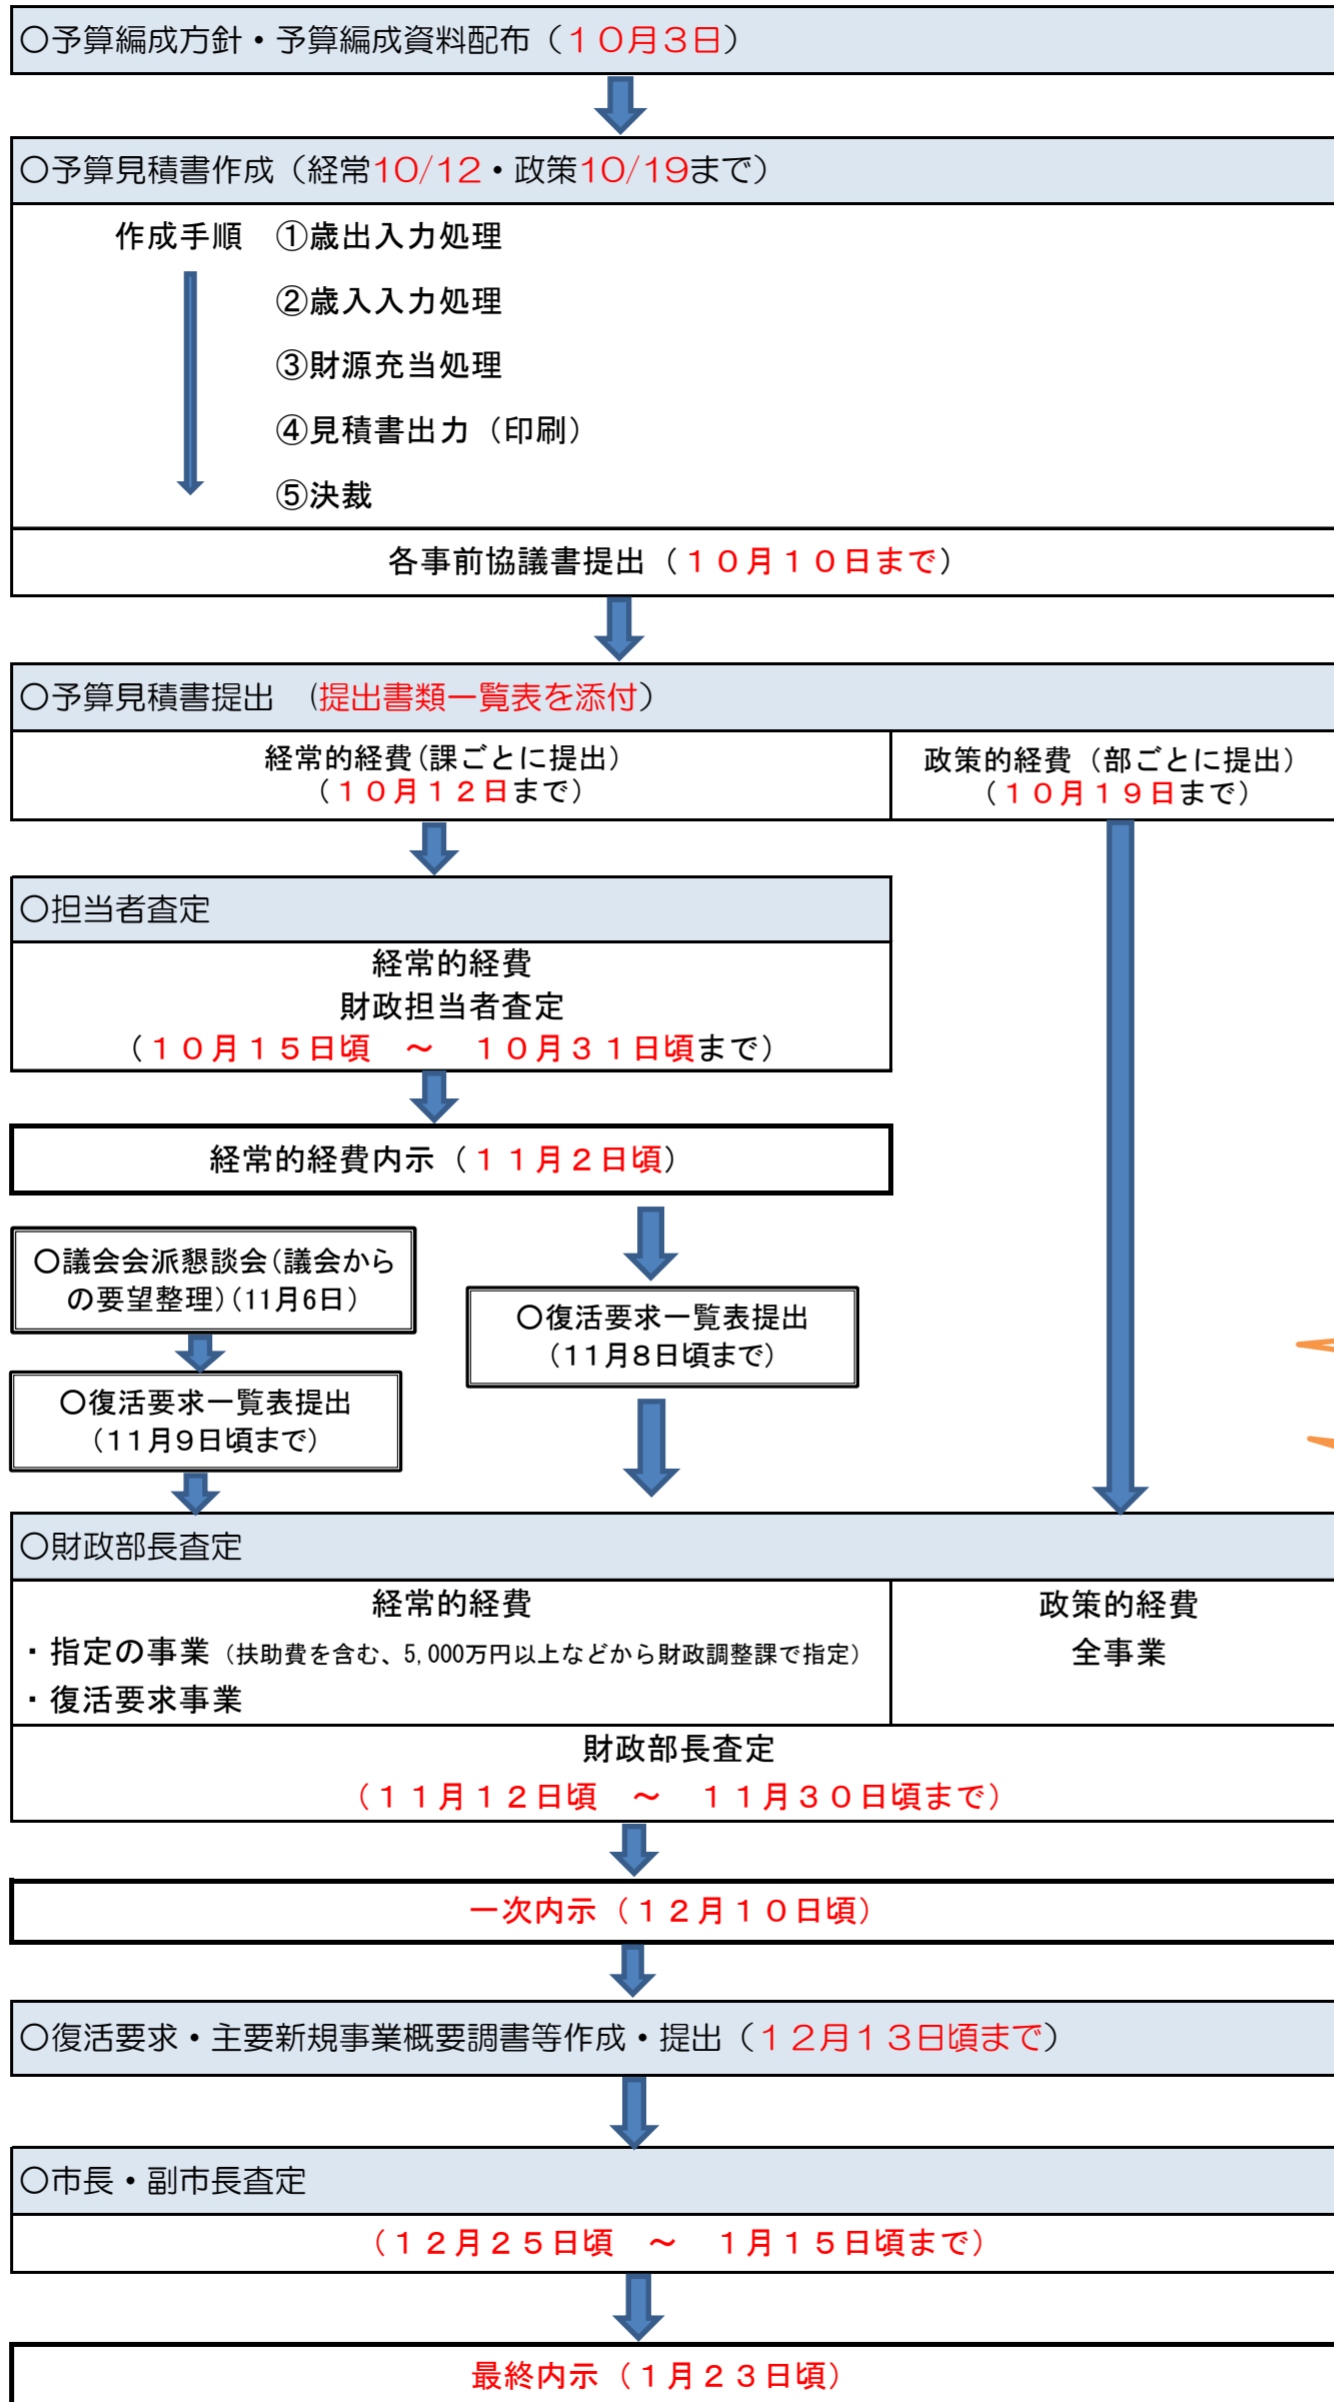 〇予算編成方針・予算編成資料配布（１０月３日）
〇予算見積書作成（経常10/12・政策10/19まで）
作成手順　①歳出入力処理
②歳入入力処理
③財源充当処理
④見積書出力（印刷）
⑤決裁
各事前協議書提出（１０月１０日まで）
〇予算見積書提出　（提出書類一覧表を添付）
経常的経費（課ごとに提出）
（１０月１２日まで）
政策的経費（部ごとに提出）
（１０月１９日まで）
〇担当者査定
経常的経費
財政担当者査定
（１０月１５日頃　～　１０月３１日頃まで）
経常的経費内示（１１月２日頃）
〇議会会派懇談会（議会から
の要望整理）（11月6日）
〇復活要求一覧表提出
（11月9日頃まで）
〇復活要求一覧表提出
（11月8日頃まで）
〇財政部長査定
経常的経費
・指定の事業（扶助費を含む、5,000万円以上などから財政調整課で指定）
・復活要求事業
政策的経費
全事業
財政部長査定
（１１月１２日頃　～　１１月３０日頃まで）
一次内示（１２月１０日頃）
〇復活要求・主要新規事業概要調書等作成・提出（１２月１３日頃まで）
〇市長・副市長査定
（１２月２５日頃　～　１月１５日頃まで）
最終内示（１月２３日頃）